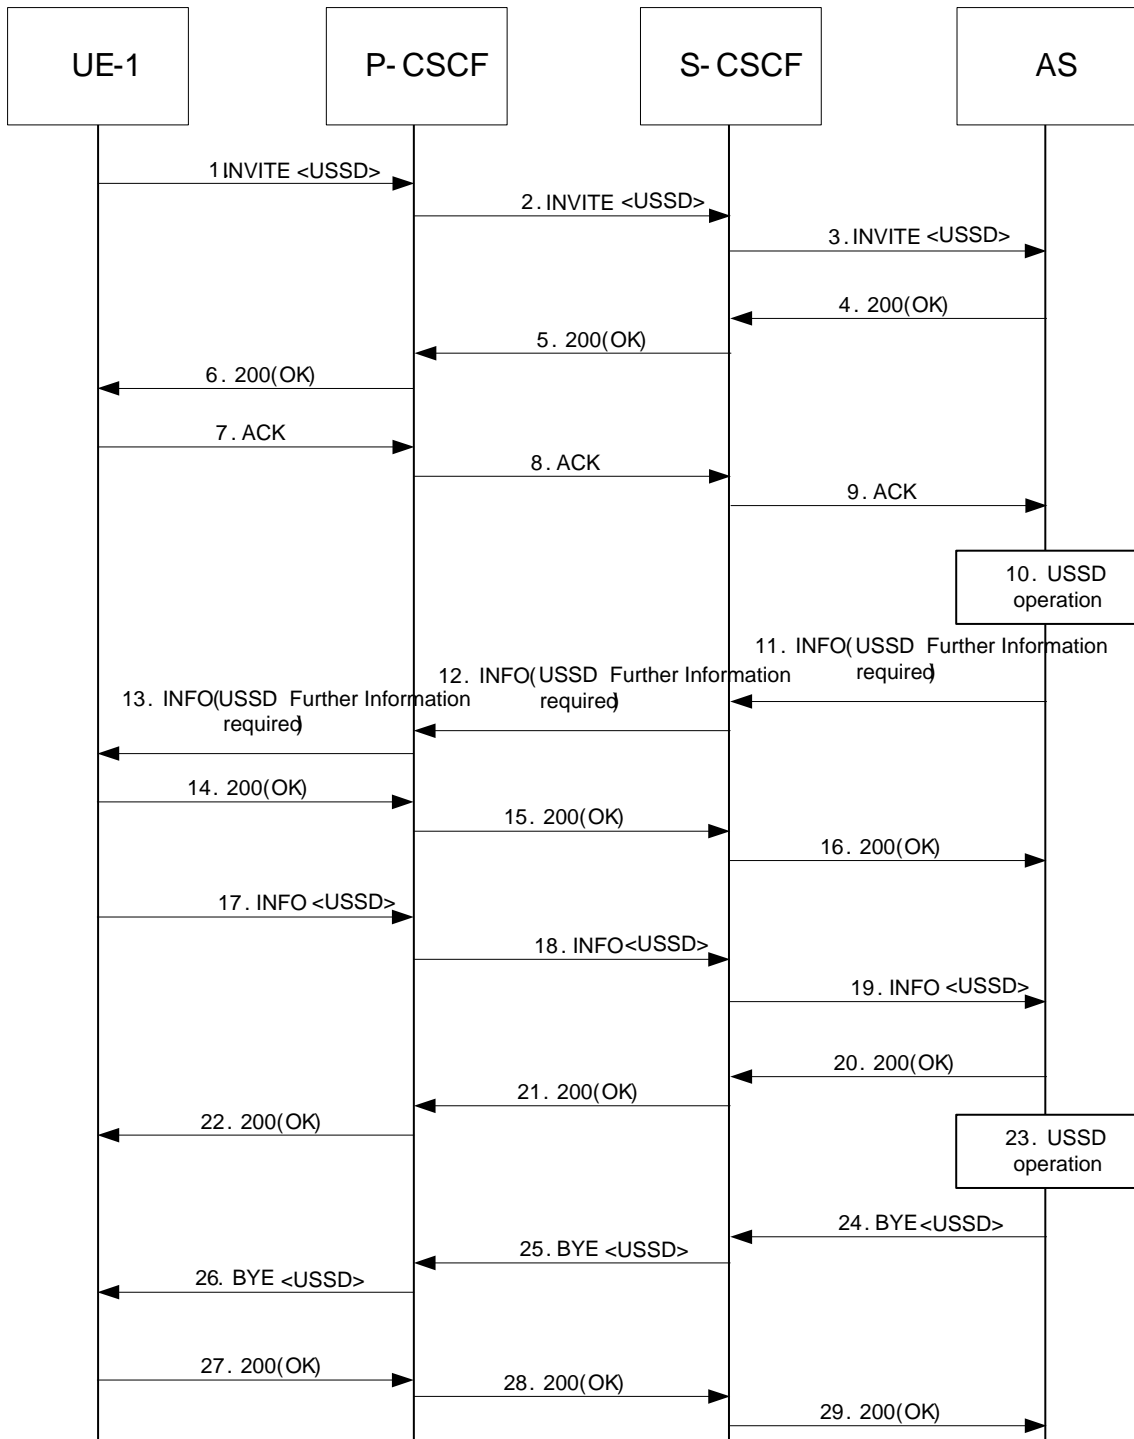 UE-1
P-CSCF
S-CSCF
AS
1.INVITE <USSD>
2. INVITE <USSD>
3. INVITE <USSD>
4. 200(OK)
5. 200(OK)
6. 200(OK)
7. ACK
8. ACK
9. ACK
10. USSD
operation
11. INFO(USSD Further Information
required)
12. INFO(USSD Further Information
required)
13. INFO(USSD Further Information
required)
14. 200(OK)
15. 200(OK)
16. 200(OK)
17. INFO <USSD>
18. INFO<USSD>
19. INFO <USSD>
20. 200(OK)
21. 200(OK)
22. 200(OK)
23. USSD
operation
24. BYE<USSD>
25. BYE <USSD>
26. BYE <USSD>
27. 200(OK)
28. 200(OK)
29. 200(OK)